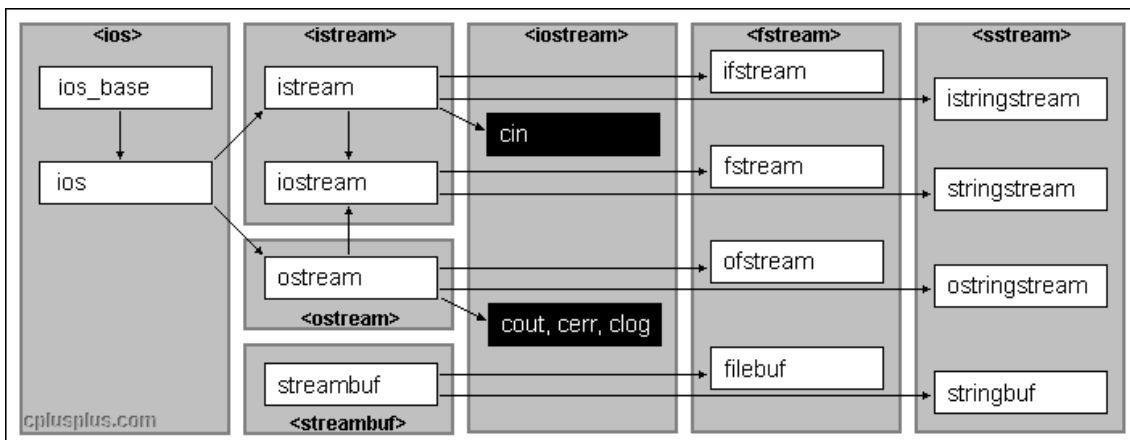 <ios>
ios_base
ios
cplusplus.com
<istream>
istream
iostream
ostream
<ostream>
streambuf
<streambuf>
<iostream>
cin
cout, cerr, clog
<fstream>
ifstream
fstream
ofstream
filebuf
<sstream>
istringstream
stringstream
ostringstream
stringbuf